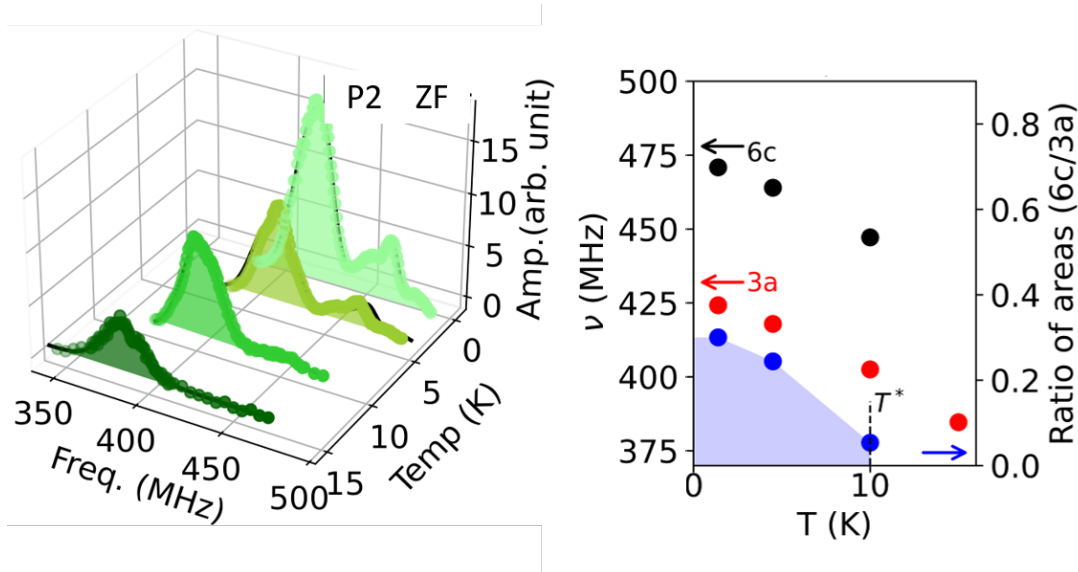 P2 ZF
Amp.(arb. unit)
15
10
5
0
0
5
10
15
Temp (K)
350
400
450
500
Freq. (MHz)
500
475
450
425
400
375
ν (MHz)
6c
3a
T*
0.8
0.6
0.4
0.2
0.0
Ratio of areas (6c/3a)
0
10
T (K)